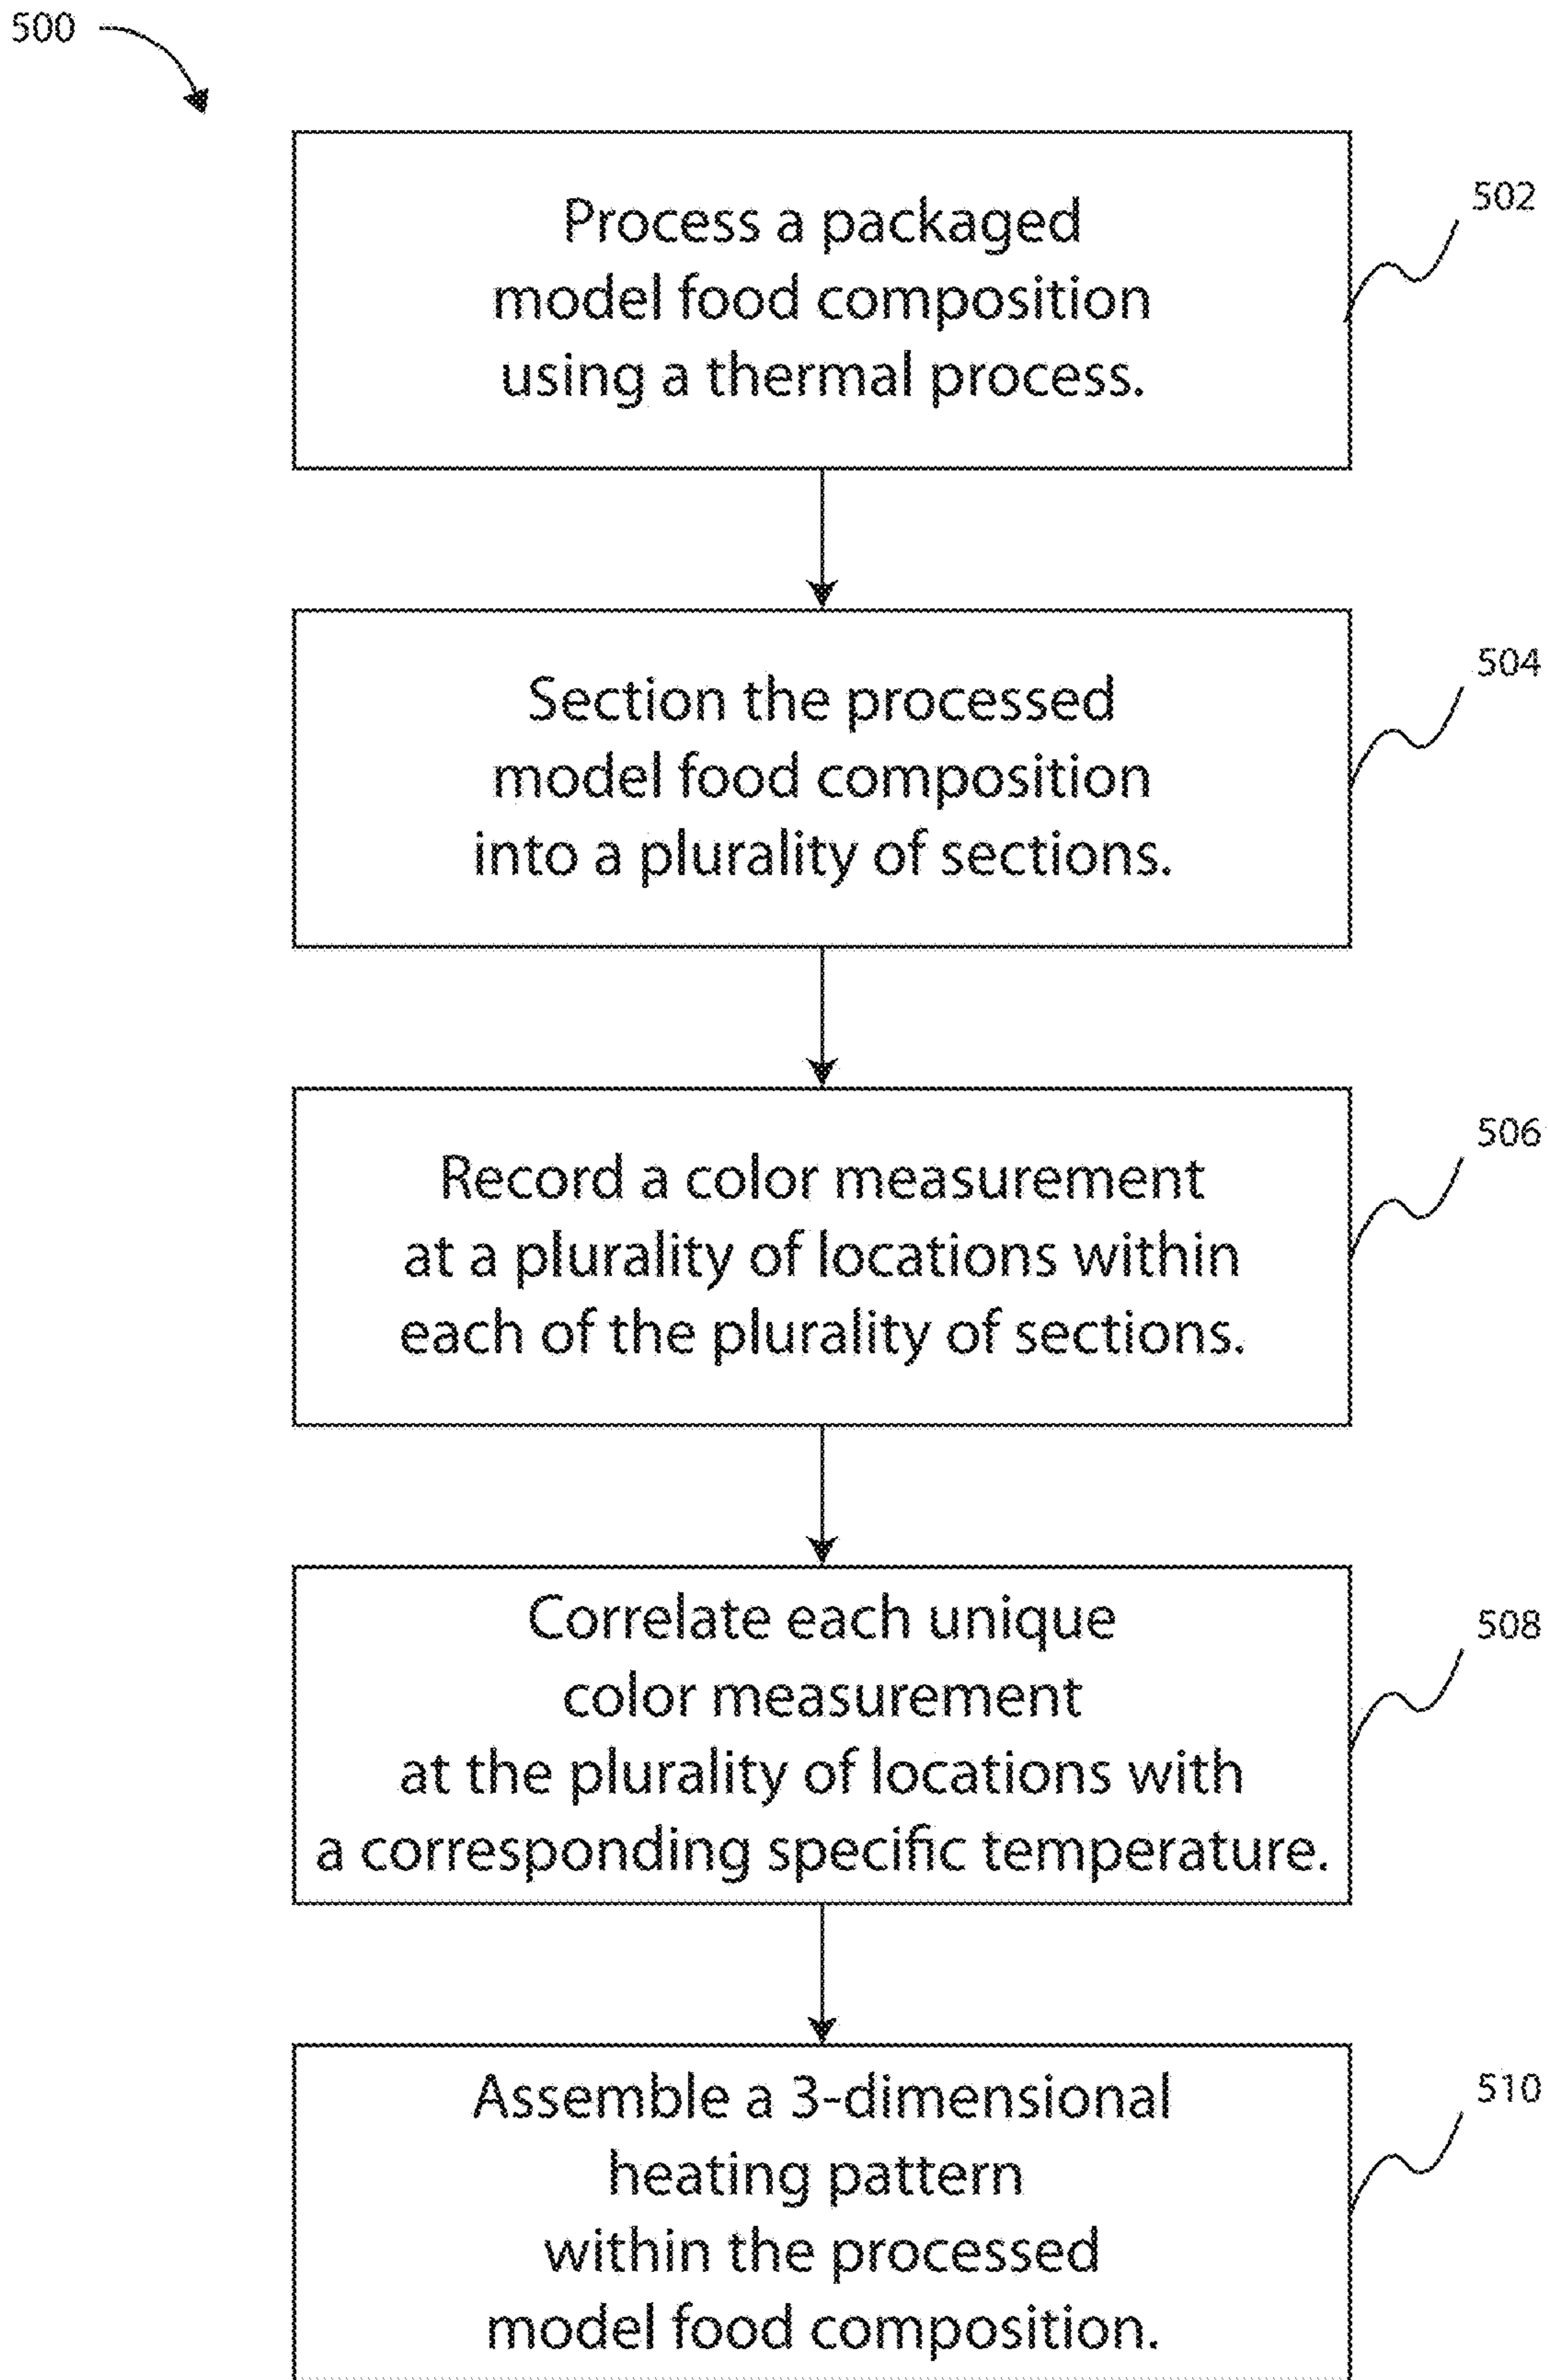 500
Process a packaged
model food composition
using a thermal process.
502
Section the processed
model food composition
into a plurality of sections.
504
Record a color measurement
at a plurality of locations within
each of the plurality of sections.
506
Correlate each unique
color measurement
at the plurality of locations with
a corresponding specific temperature.
508
Assemble a 3-dimensional
heating pattern
within the processed
model food composition.
510